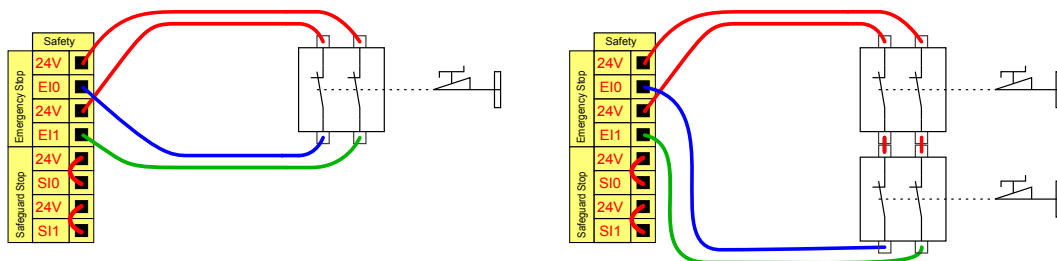 Safety
Emergency Stop
24V
EI0
24V
EI1
Safeguard Stop
24V
SI0
24V
SI1
Safety
Emergency Stop
24V
EI0
24V
EI1
Safeguard Stop
24V
SI0
24V
SI1